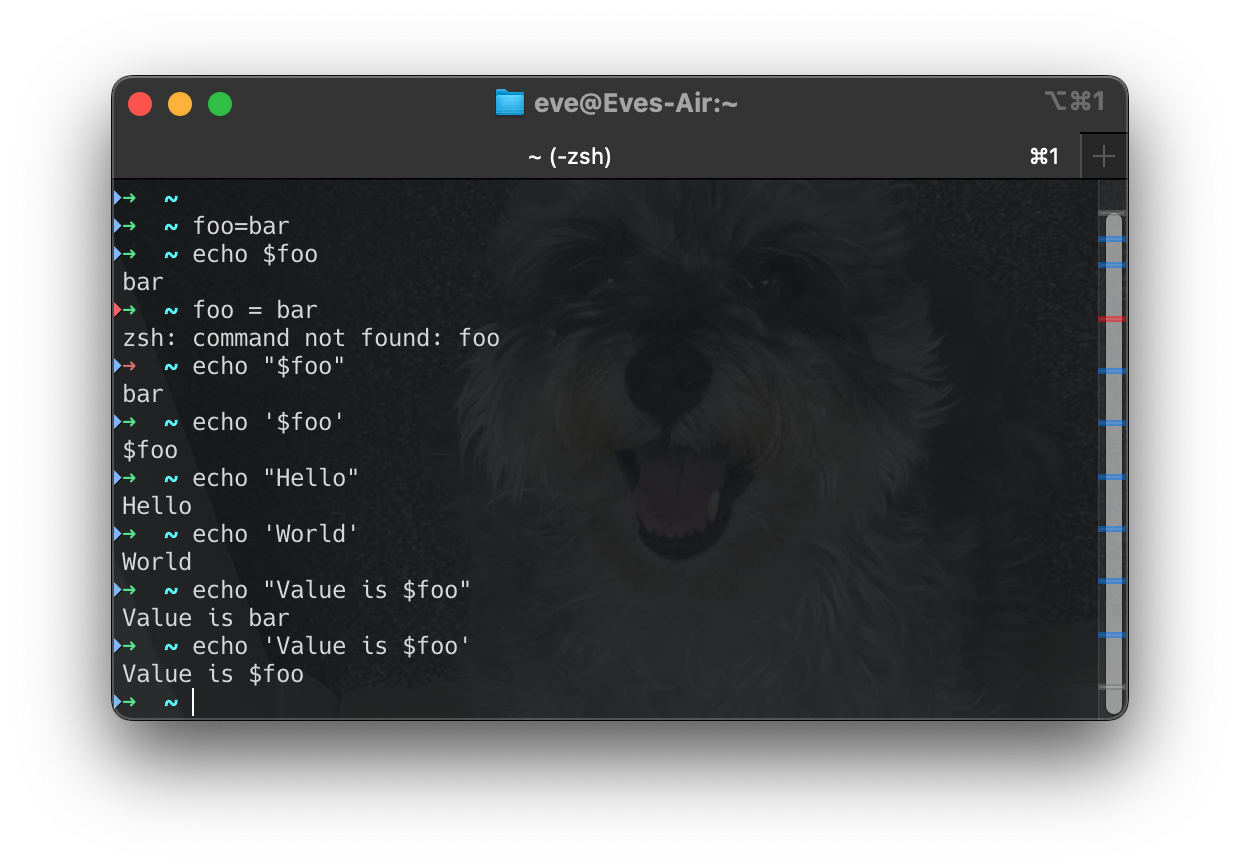 eve@Eves-Air:~
⌥⌘1
~ (-zsh)
⌘1
➜ ~
➜ ~ foo=bar
➜ ~ echo $foo
bar
➜ ~ foo = bar
zsh: command not found: foo
➜ ~ echo "$foo"
bar
➜ ~ echo '$foo'
$foo
➜ ~ echo "Hello"
Hello
➜ ~ echo 'World'
World
➜ ~ echo "Value is $foo"
Value is bar
➜ ~ echo 'Value is $foo'
Value is $foo
➜ ~